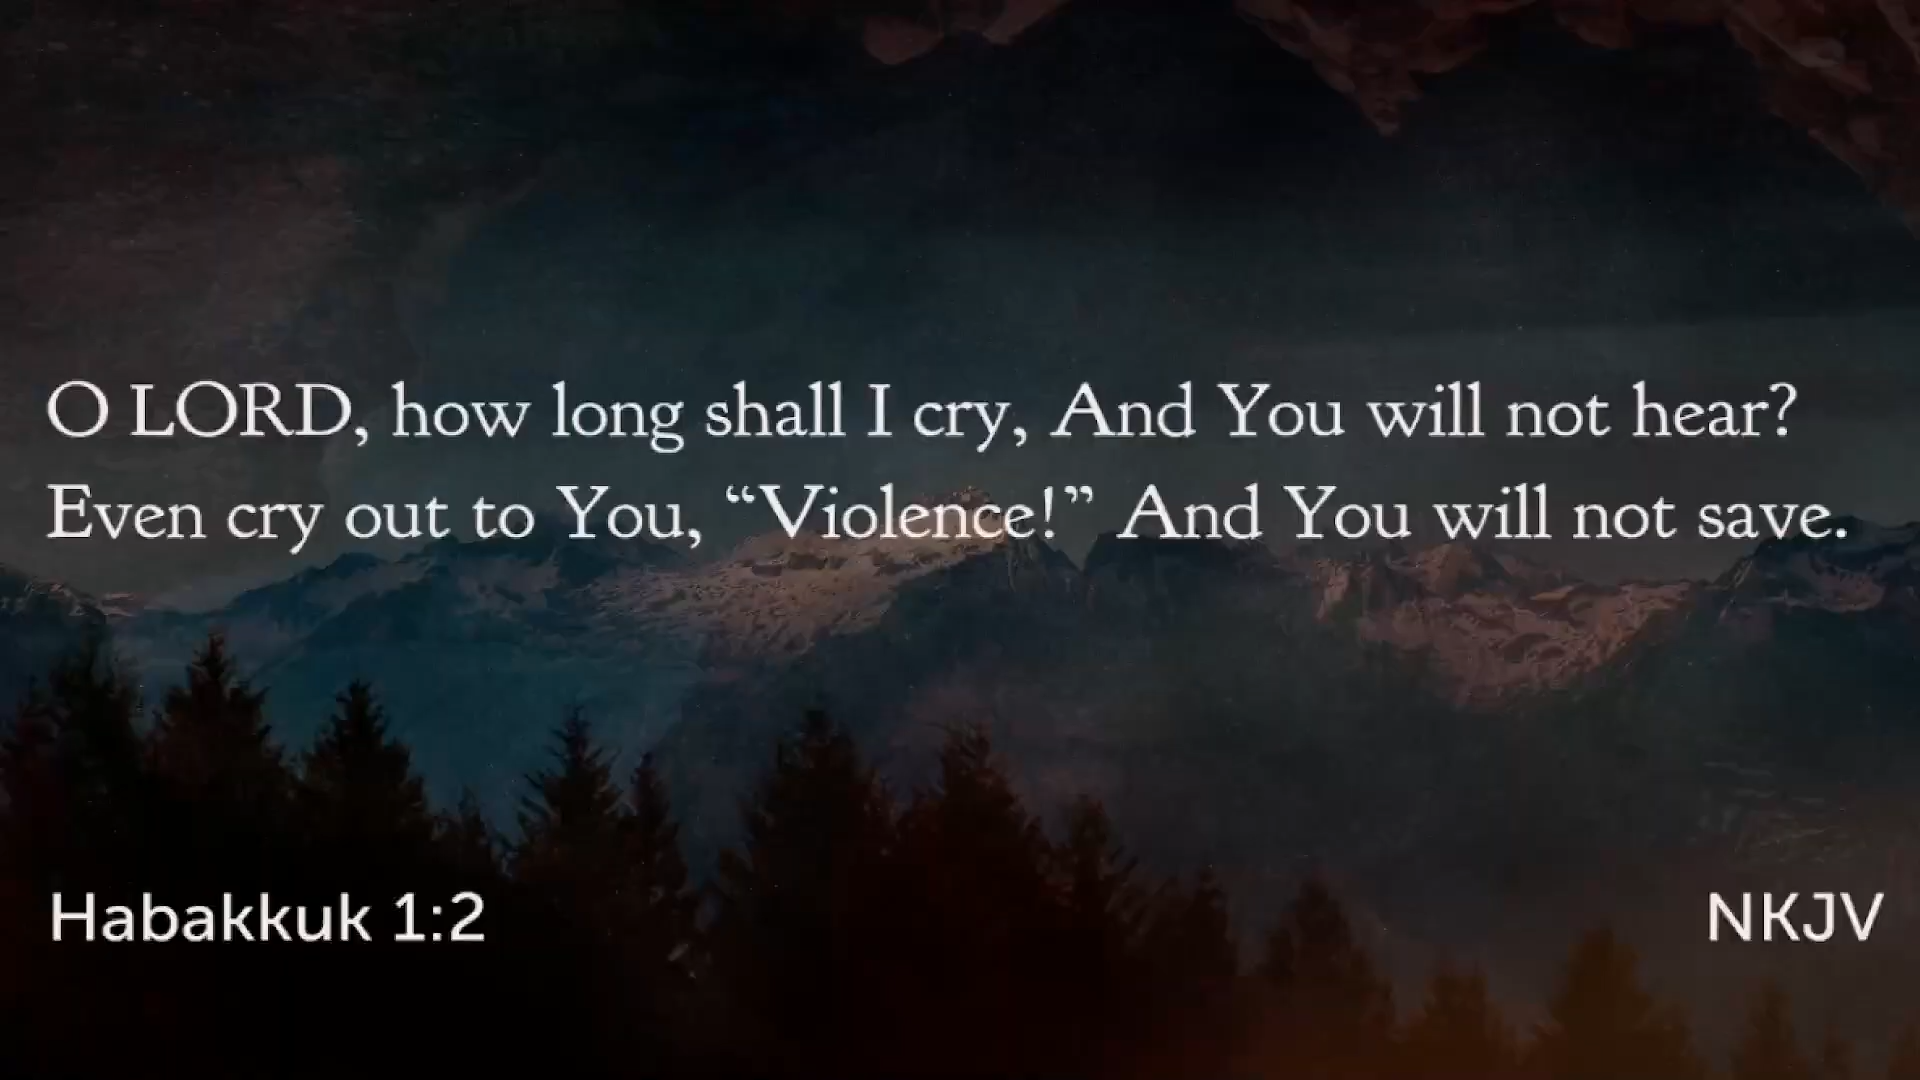 O LORD, how long shall I cry, And You will not hear?
Even cry out to You, “Violence!” And You will not save.
Habakkuk 1:2
NKJV